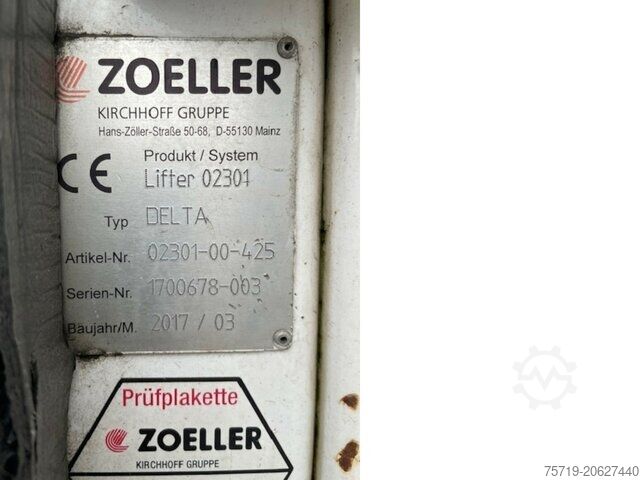 ZOELLER
KIRCHHOFF GRUPPE
Hans-Zöller-Straße 50-68, D-55130 Mainz
CE
Produkt / System
Lifter 02301
Typ DELTA
Artikel-Nr. 02301-00-425
Serien-Nr. 1700678-003
Baujahr/M. 2017 / 03
Prüfplakette
ZOELLER
KIRCHHOFF GRUPPE
75719-20627440